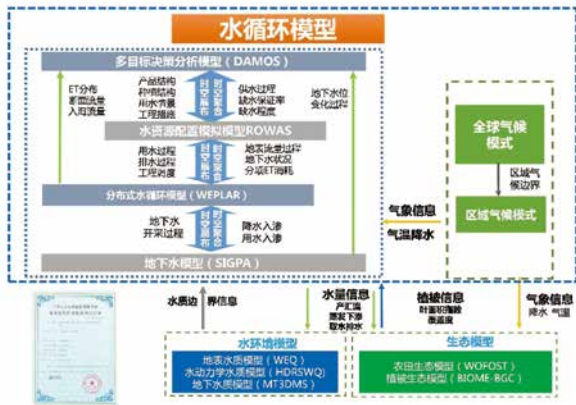 水循环模型
多目标决策分析模型（DAMOS）
ET分布
断面流量
入海流量
产品结构
种植结构
用水情景
工程措施
时空展布
时空聚合
供水过程
缺水保证率
缺水程度
地下水位
变化过程
水资源配置模拟模型ROWAS
用水过程
排水过程
工程调度
时空展布
时空聚合
地表流量过程
地下水状况
分项ET消耗
分布式水循环模型（WEPLAR）
地下水
开采过程
时空展布
时空聚合
降水入渗
用水入渗
地下水模型（SIGPA）
全球气候
模式
区域气
候边界
区域气候模式
气象信息
气温降水
水质边 界信息
水量信息
产汇流
蒸发下渗
取水排水
植被信息
叶面积指数
覆盖度
气象信息
降水 气温
水环境模型
地表水质模型（WEQ）
水动力学水质模型（HDRSWQ)
地下水质模型（MT3DMS）
生态模型
农田生态模型（WOFOST）
植被生态模型（BIOME-BGC）